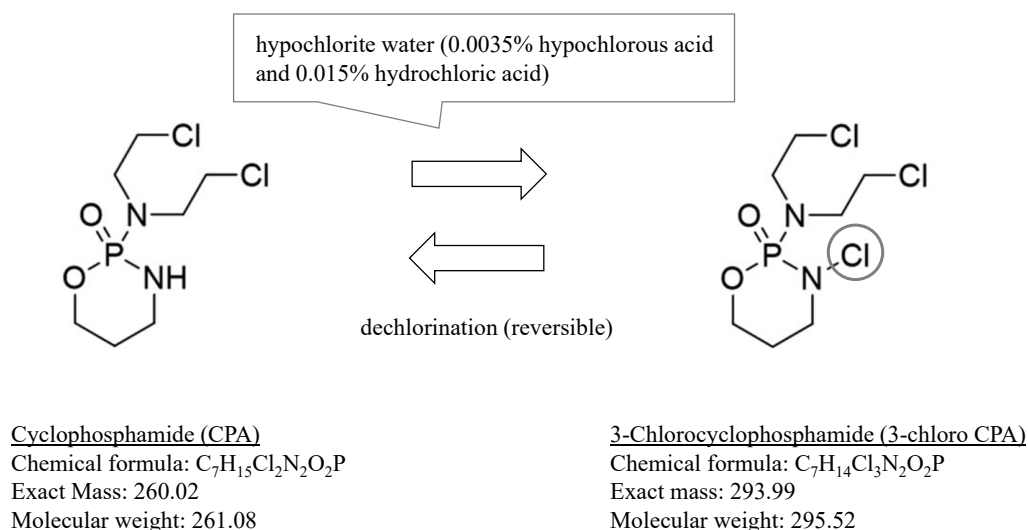 hypochlorite water (0.0035% hypochlorous acid
and 0.015% hydrochloric acid)
Cl
Cl
O
N
P
O
NH
Cl
Cl
O
N
P
Cl
O
N
dechlorination (reversible)
Cyclophosphamide (CPA)
Chemical formula: C₇H₁₅Cl₂N₂O₂P
Exact Mass: 260.02
Molecular weight: 261.08
3-Chlorocyclophosphamide (3-chloro CPA)
Chemical formula: C₇H₁₄Cl₃N₂O₂P
Exact mass: 293.99
Molecular weight: 295.52